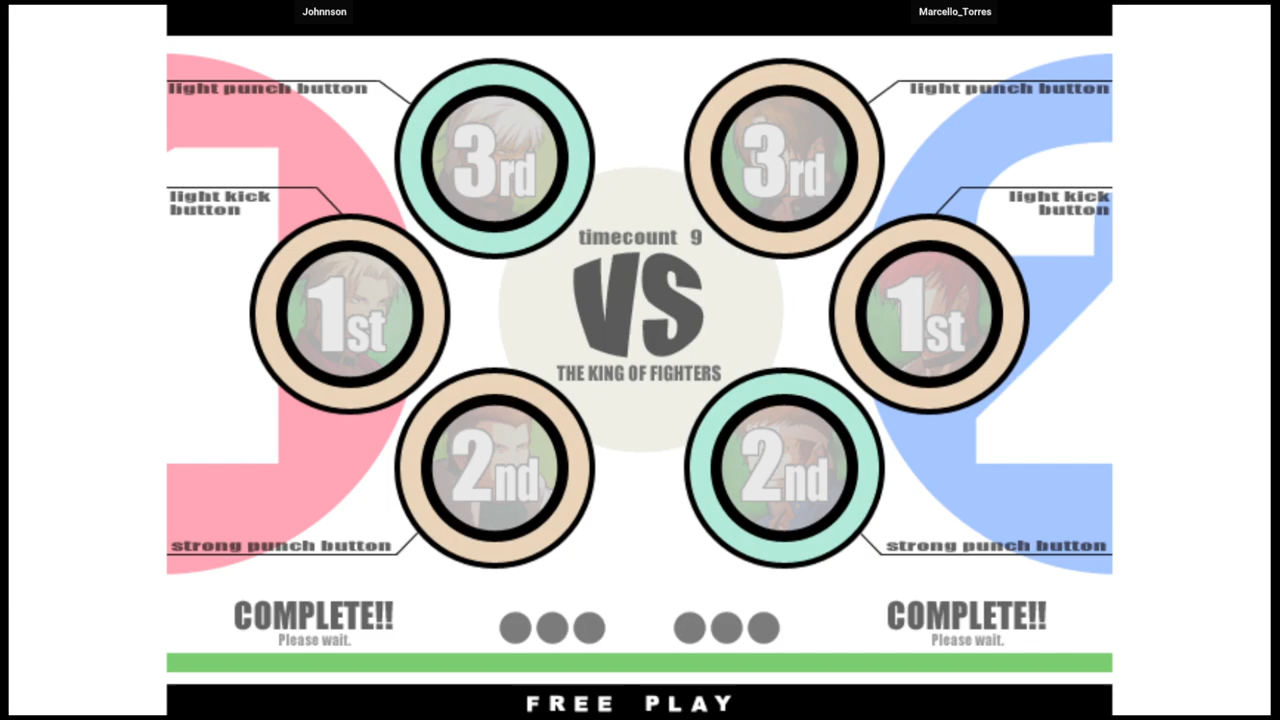 Johnnson
Marcello_Torres
light punch button
light punch button
3rd
3rd
light kick
button
light kick
button
timecount 9
VS
1st
1st
THE KING OF FIGHTERS
2nd
2nd
strong punch button
strong punch button
COMPLETE!!
Please wait.
COMPLETE!!
Please wait.
FREE PLAY